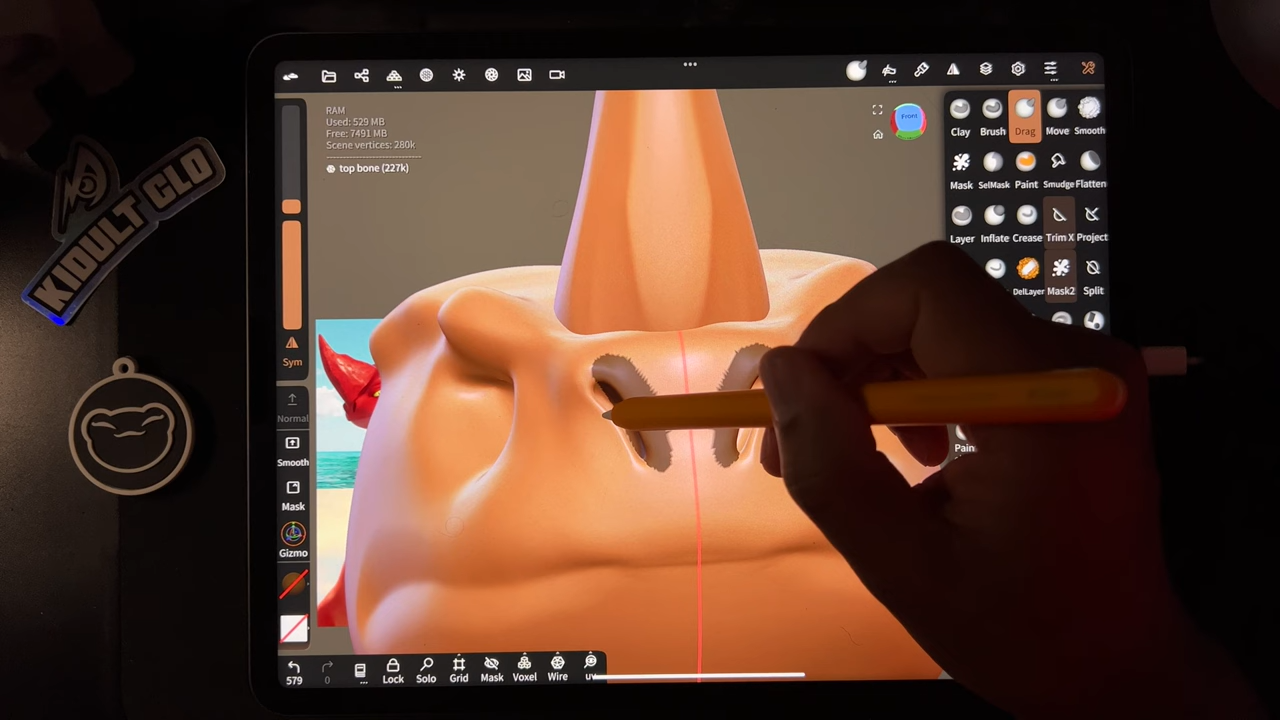 KIDULT CLO
RAM
Used: 529 MB
Free: 7491 MB
Scene vertices: 280k
top bone (227k)
Front
Clay Brush Drag Move Smooth
Mask SelMask Paint Smudge Flatten
Layer Inflate Crease Trim X Project
DelLayer Mask2 Split
Pain
Sym
Normal
Smooth
Mask
Gizmo
579 0 Lock Solo Grid Mask Voxel Wire uv